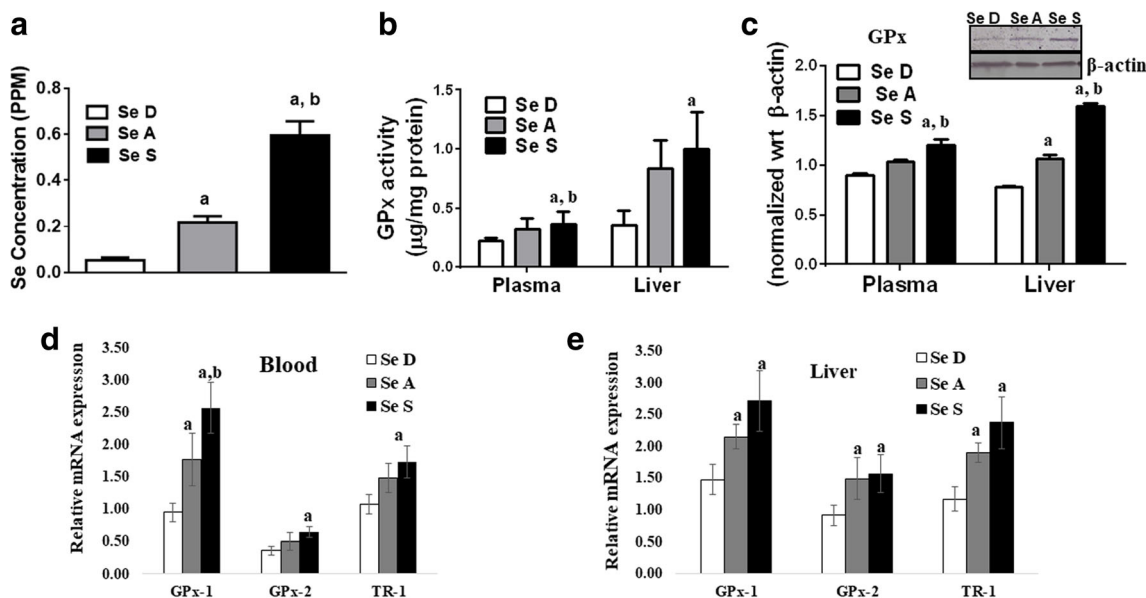 a
Se Concentration (PPM)
0.8
0.6
0.4
0.2
0.0
Se D
Se A
Se S
a
a, b
b
GPx activity
(µg/mg protein)
1.5
1.0
0.5
0.0
Se D
Se A
Se S
a, b
a
Plasma
Liver
c
GPx
Se D Se A Se S
β-actin
(normalized wrt β-actin)
2.0
1.5
1.0
0.5
0.0
Se D
Se A
Se S
a, b
a
a, b
Plasma
Liver
d
Blood
Relative mRNA expression
3.50
3.00
2.50
2.00
1.50
1.00
0.50
0.00
Se D
Se A
Se S
a
a,b
a
a
GPx-1
GPx-2
TR-1
e
Liver
Relative mRNA expression
3.50
3.00
2.50
2.00
1.50
1.00
0.50
0.00
Se D
Se A
Se S
a
a
a
a
a
a
GPx-1
GPx-2
TR-1